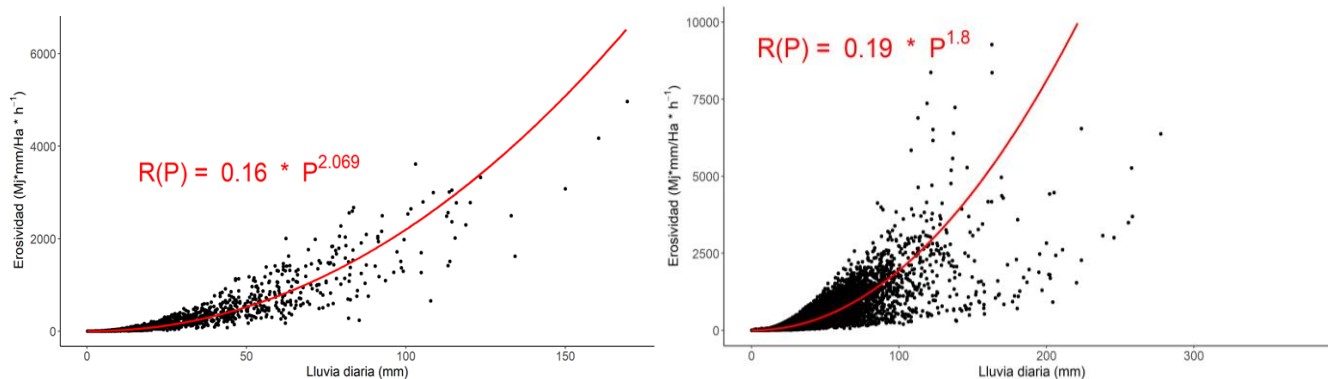 R(P) = 0.16 * P^2.069
Erosividad (Mj*mm/Ha * h⁻¹)
6000
4000
2000
0
0 50 100 150
Lluvia diaria (mm)
R(P) = 0.19 * P^1.8
Erosividad (Mj*mm/Ha * h⁻¹)
10000
7500
5000
2500
0
0 100 200 300
Lluvia diaria (mm)